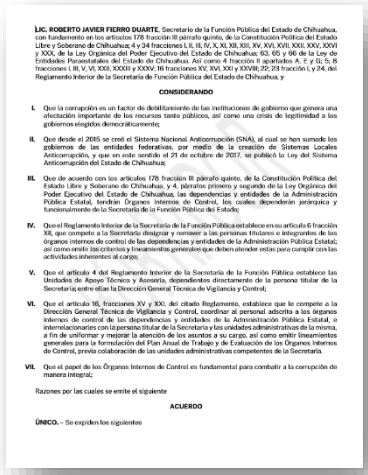 LIC. ROBERTO JAVIER FIERRO DUARTE, Secretario de la Función Pública del Estado de Chihuahua,
con fundamento en los artículos 178 fracción III párrafo quinto, de la Constitución Política del Estado
Libre y Soberano de Chihuahua; 4 y 34 fracciones I, II, III, IV, X, XI, XII, XIII, XV, XVI, XVII, XXII, XXV, XXVII
y XXX, de la Ley Orgánica del Poder Ejecutivo del Estado de Chihuahua; 63, 65 y 66 de la Ley de
Entidades Paraestatales del Estado de Chihuahua. Así como 4 fracción II apartados A, E y G; 5; 8
fracciones I, III, V, VI, XXII, XXXIII y XXXIV; 16 fracciones XV, XVI, XXI y XXVIII; 22; 23 fracción I, y 24, del
Reglamento Interior de la Secretaría de Función Pública del Estado de Chihuahua, y
CONSIDERANDO
I. Que la corrupción es un factor de debilitamiento de las instituciones de gobierno que genera una
afectación importante de los recursos tanto públicos, así como una crisis de legitimidad a los
gobiernos elegidos democráticamente;
II. Que desde el 2015 se creó el Sistema Nacional Anticorrupción (SNA), al cual se han sumado los
gobiernos de las entidades federativas, por medio de la creación de Sistemas Locales
Anticorrupción, y que en este sentido el 21 de octubre de 2017, se publicó la Ley del Sistema
Anticorrupción del Estado de Chihuahua;
III. Que de acuerdo con los artículos 178 fracción III párrafo quinto, de la Constitución Política del
Estado Libre y Soberano de Chihuahua, y 4, párrafos primero y segundo de la Ley Orgánica del
Poder Ejecutivo del Estado de Chihuahua, las dependencias y entidades de la Administración
Pública Estatal, tendrán Órganos Internos de Control, los cuales dependerán jerárquica y
funcionalmente de la Secretaría de la Función Pública del Estado;
IV. Que el Reglamento Interior de la Secretaría de la Función Pública establece en su artículo 6 fracción
XII, que compete a la Secretaría designar y remover a las personas titulares e integrantes de los
órganos internos de control de las dependencias y entidades de la Administración Pública Estatal;
así como emitir los criterios y lineamientos generales que deben atender estas para cumplir con las
actividades inherentes al cargo;
V. Que el artículo 4 del Reglamento Interior de la Secretaría de la Función Pública establece las
Unidades de Apoyo Técnico y Asesoría, dependientes directamente de la persona titular de la
Secretaría; entre ellas la Dirección General Técnica de Vigilancia y Control;
VI. Que el artículo 16, fracciones XV y XXI, del citado Reglamento, establece que le compete a la
Dirección General Técnica de Vigilancia y Control, coordinar al personal adscrito a los órganos
internos de control de las dependencias y entidades de la Administración Pública Estatal, e
interrelacionarles con la persona titular de la Secretaría y las unidades administrativas de la misma,
a fin de uniformar y mejorar la atención de los asuntos a su cargo, así como emitir lineamientos
generales para la formulación del Plan Anual de Trabajo y de Evaluación de los Órganos Internos
de Control, previa colaboración de las unidades administrativas competentes de la Secretaría.
VII. Que el papel de los Órganos Internos de Control es fundamental para combatir a la corrupción de
manera integral;
Razones por las cuales se emite el siguiente
ACUERDO
ÚNICO. – Se expiden los siguientes